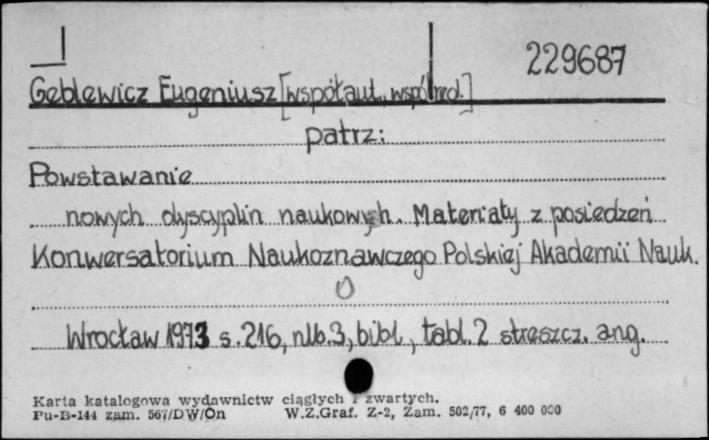 229687
Geblewicz Eugeniusz [współaut., współred.]
patrz:
Powstawanie
nowych dyscyplin naukowych. Materiały z posiedzeń
Konwersatorium Naukoznawczego Polskiej Akademii Nauk.
Wrocław 1973 s. 216, nlb. 3, bibl., tabl. 2 streszcz. ang.
Karta katalogowa wydawnictw ciągłych i zwartych.
Pu-B-144 zam. 567/DW/Ón W.Z.Graf. Z-2, Zam. 502/77, 6 400 000